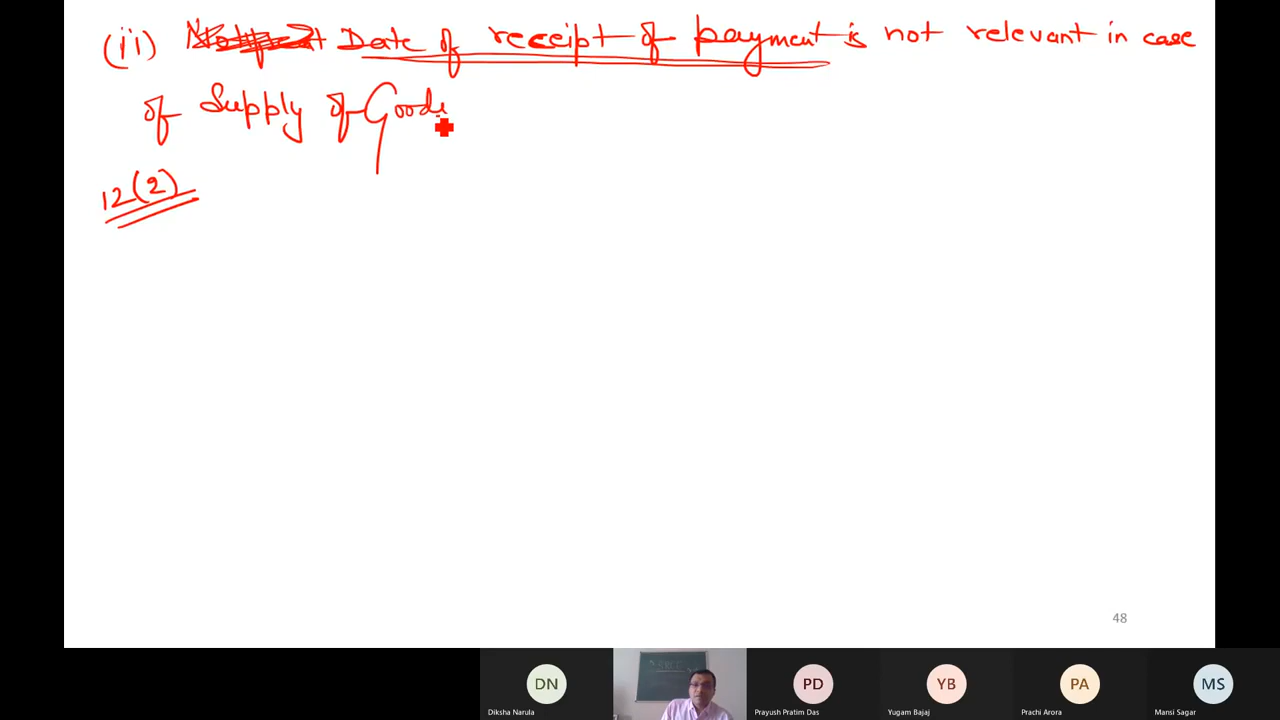 (ii) Date of receipt of payment is not relevant in case
of Supply of Goods
12(2)
48
DN
PD
YB
PA
MS
Diksha Narula
Prayush Pratim Das
Yugam Bajaj
Prachi Arora
Mansi Sagar